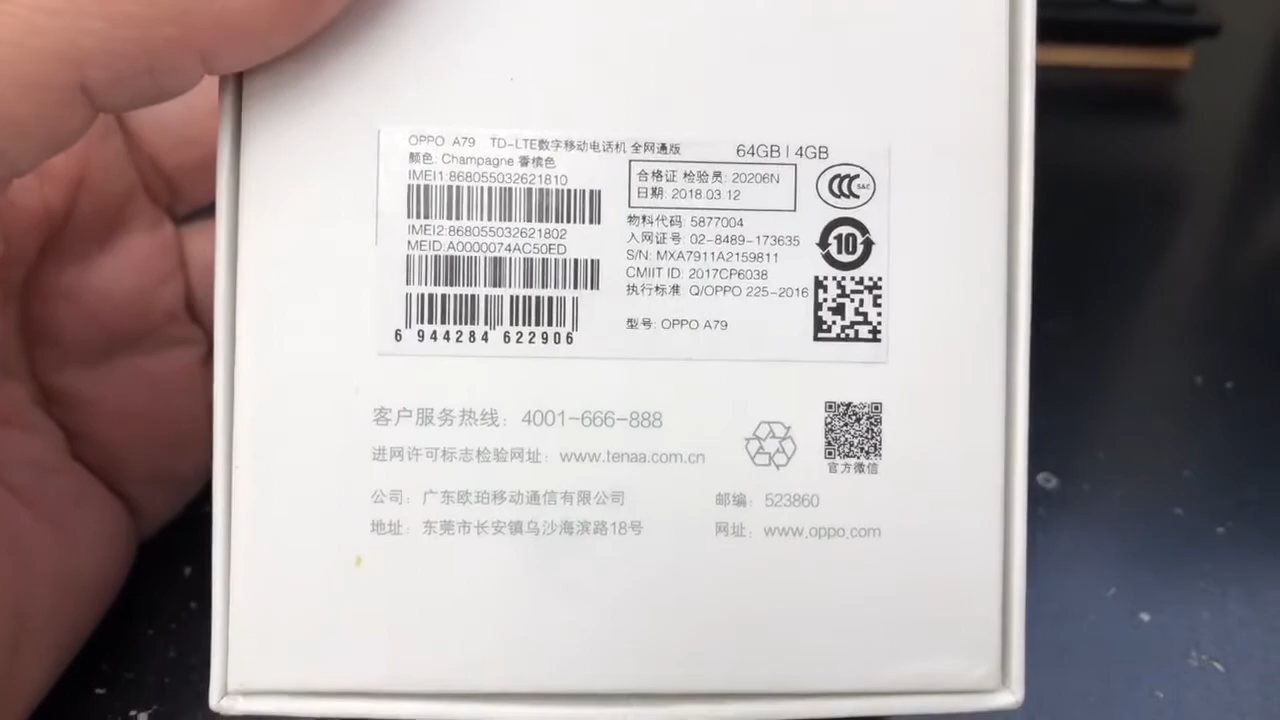 OPPO A79 TD-LTE数字移动电话机 全网通版 64GB | 4GB
颜色: Champagne 香槟色
IMEI1:868055032621810
IMEI2:868055032621802
MEID:A0000074AC50ED
6 944284 622906
合格证 检验员: 20206N
日期: 2018.03.12
物料代码: 5877004
入网证号: 02-8489-173635
S/N: MXA7911A2159811
CMIIT ID: 2017CP6038
执行标准: Q/OPPO 225-2016
型号: OPPO A79
CCC S&E
10
客户服务热线: 4001-666-888
进网许可标志检验网址: www.tenaa.com.cn
官方微信
公司: 广东欧珀移动通信有限公司 邮编: 523860
地址: 东莞市长安镇乌沙海滨路18号 网址: www.oppo.com